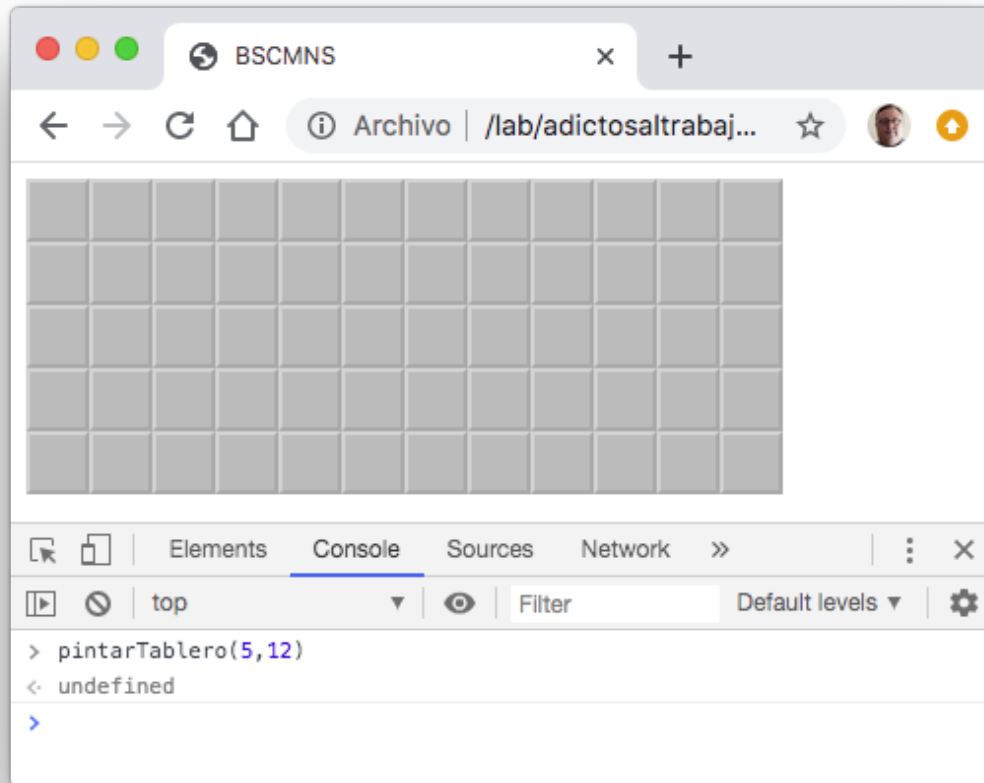 BSCMNS
Archivo /lab/adictosaltrabaj...
Elements Console Sources Network
top Filter Default levels
pintarTablero(5,12)
undefined